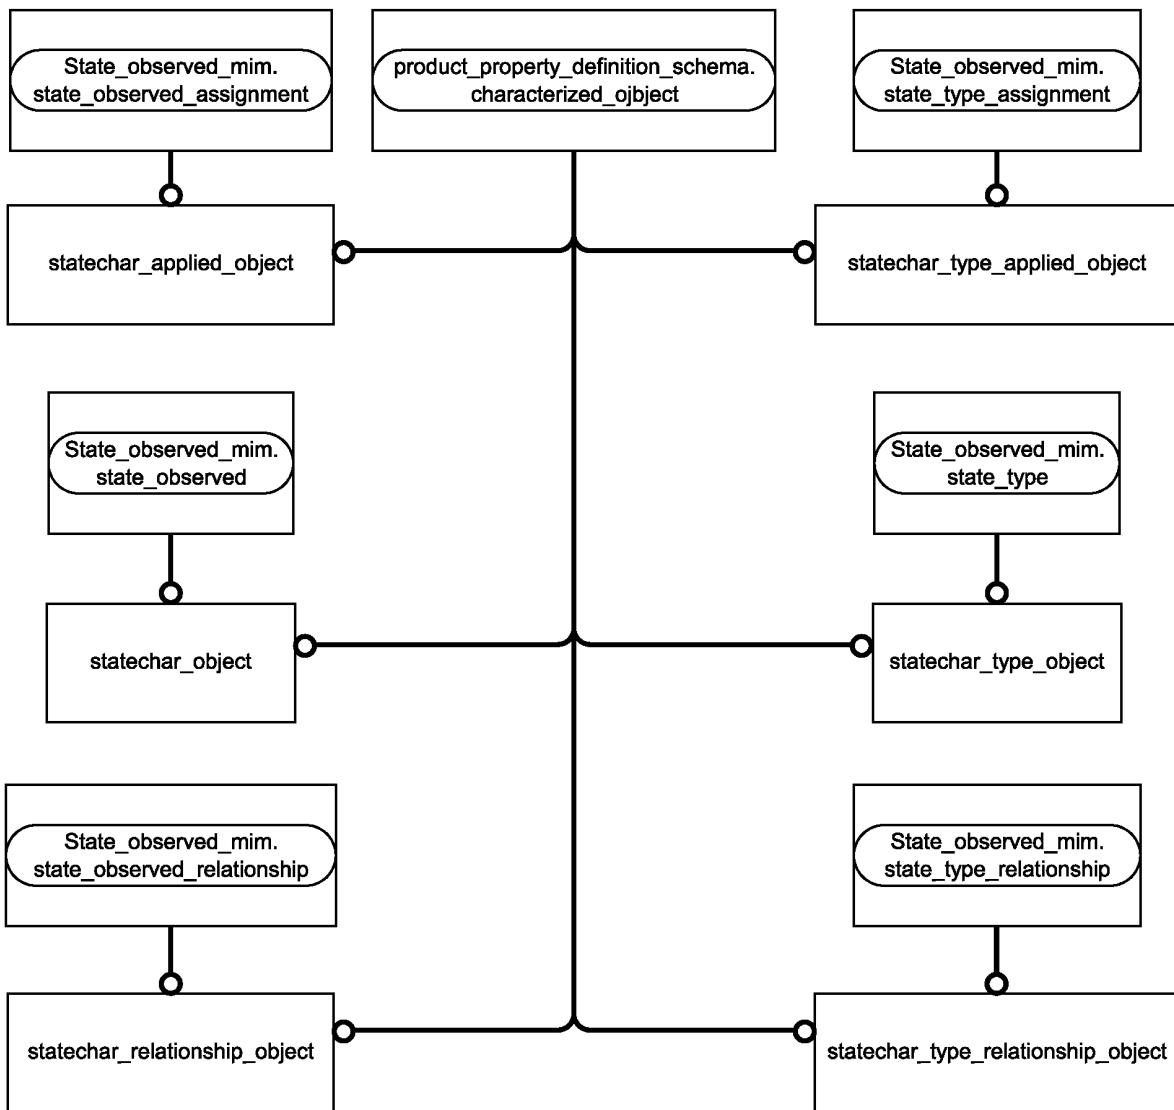 State_observed_mim.
state_observed_assignment
product_property_definition_schema.
characterized_ojbject
State_observed_mim.
state_type_assignment
statechar_applied_object
statechar_type_applied_object
State_observed_mim.
state_observed
State_observed_mim.
state_type
statechar_object
statechar_type_object
State_observed_mim.
state_observed_relationship
State_observed_mim.
state_type_relationship
statechar_relationship_object
statechar_type_relationship_object